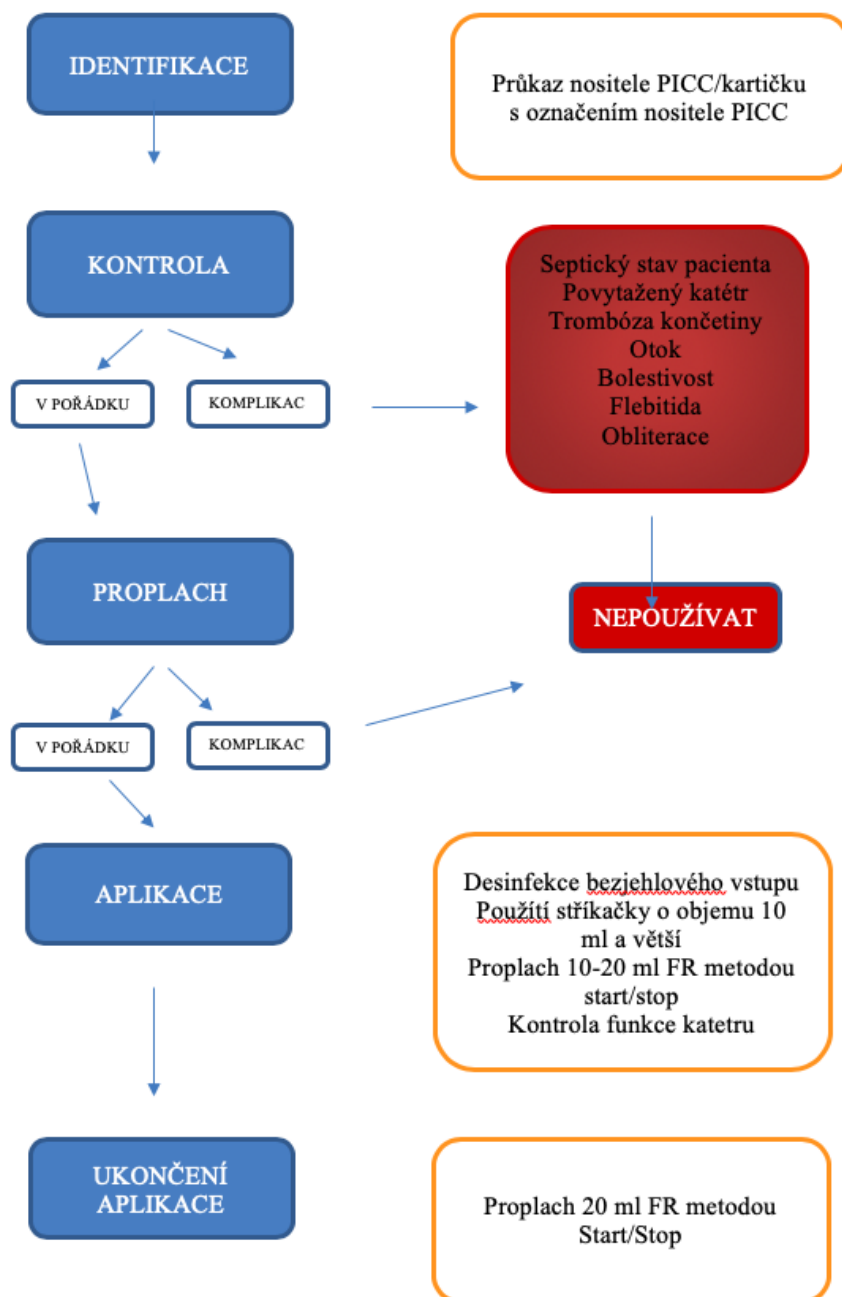 IDENTIFIKACE
Průkaz nositele PICC/kartičku
s označením nositele PICC
KONTROLA
Septický stav pacienta
Povytažený katétr
Trombóza končetiny
Otok
Bolestivost
Flebitida
Obliterace
V POŘÁDKU
KOMPLIKAC
PROPLACH
NEPOUŽÍVAT
V POŘÁDKU
KOMPLIKAC
APLIKACE
Desinfekce bezjehlového vstupu
Použítí stříkačky o objemu 10
ml a větší
Proplach 10-20 ml FR metodou
start/stop
Kontrola funkce katetru
UKONČENÍ
APLIKACE
Proplach 20 ml FR metodou
Start/Stop